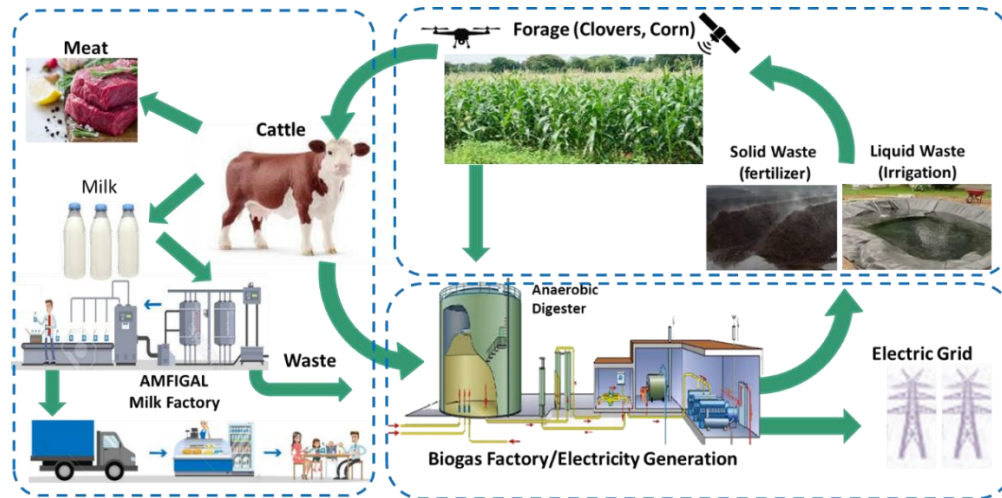 Meat
Forage (Clovers, Corn)
Cattle
Milk
Solid Waste
(fertilizer)
Liquid Waste
(Irrigation)
Anaerobic
Digester
Waste
Electric Grid
AMFIGAL
Milk Factory
Biogas Factory/Electricity Generation